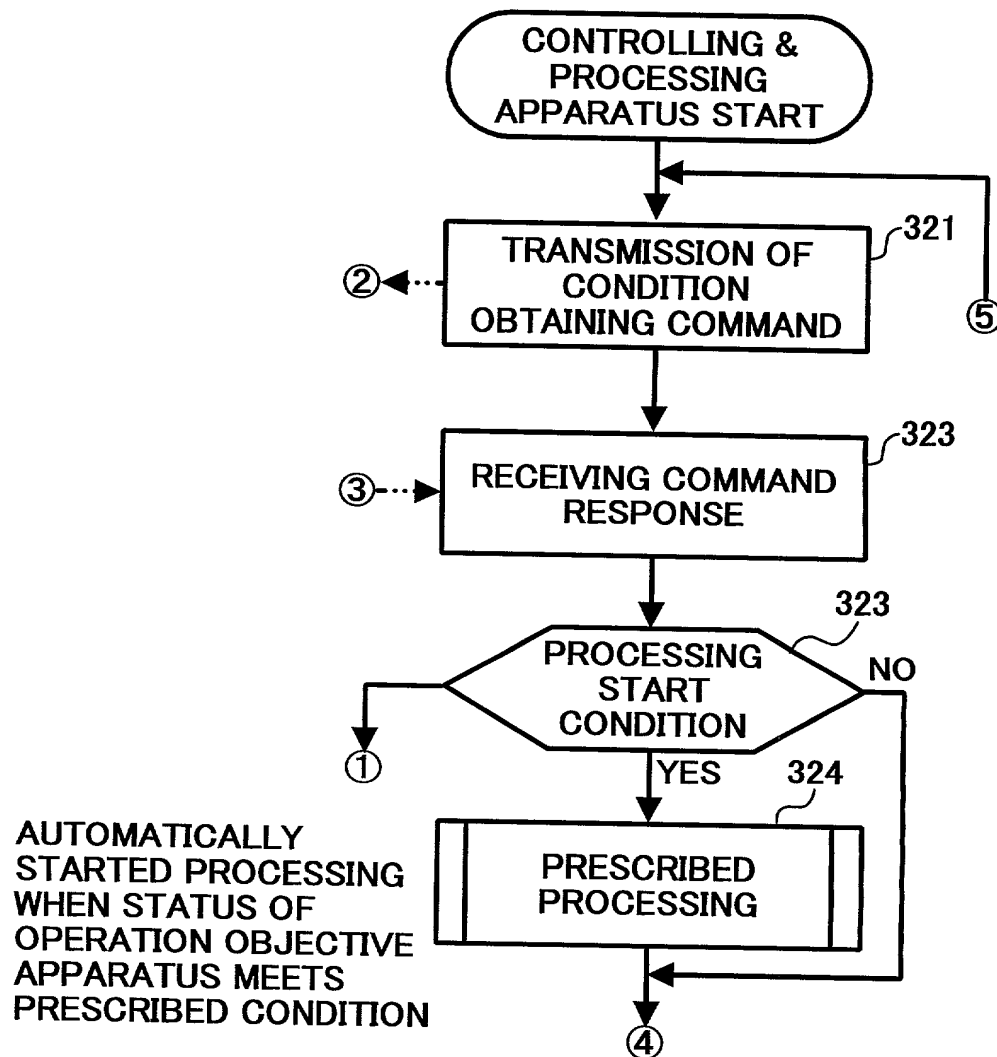 CONTROLLING &
PROCESSING
APPARATUS START
321
TRANSMISSION OF
CONDITION
OBTAINING COMMAND
②
⑤
323
③
RECEIVING COMMAND
RESPONSE
323
PROCESSING
START
CONDITION
NO
①
YES
324
AUTOMATICALLY
STARTED PROCESSING
WHEN STATUS OF
OPERATION OBJECTIVE
APPARATUS MEETS
PRESCRIBED CONDITION
PRESCRIBED
PROCESSING
④